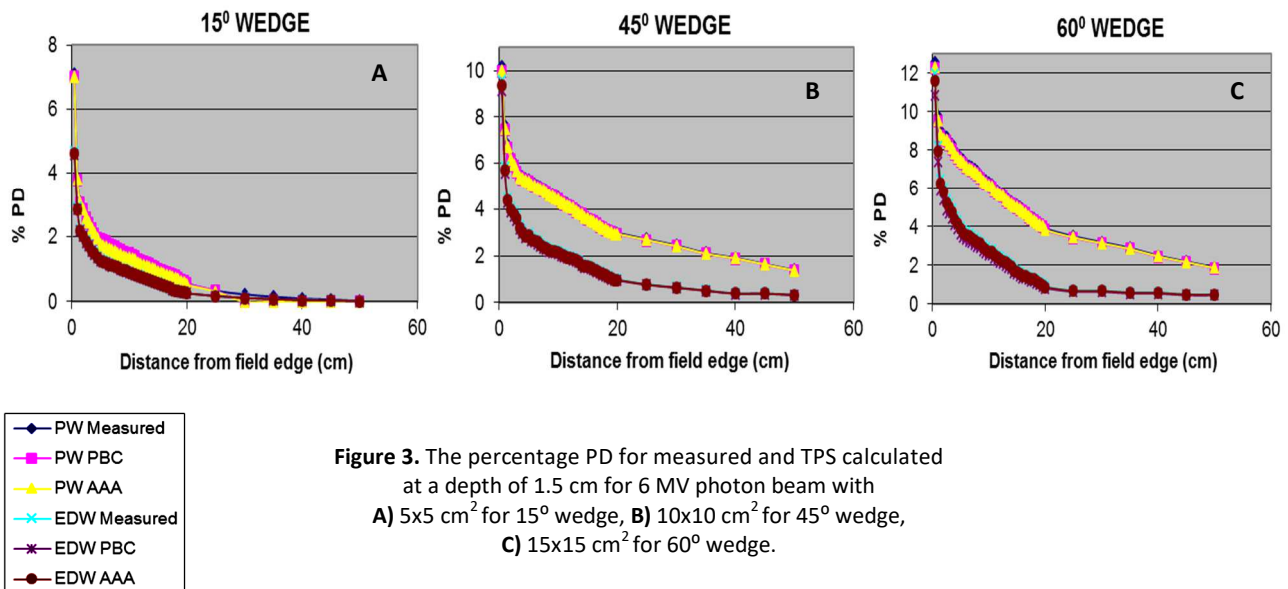 15⁰ WEDGE
A
% PD
8
6
4
2
0
0 20 40 60
Distance from field edge (cm)
45⁰ WEDGE
B
% PD
10
8
6
4
2
0
0 20 40 60
Distance from field edge (cm)
60⁰ WEDGE
C
% PD
12
10
8
6
4
2
0
0 20 40 60
Distance from field edge (cm)
PW Measured
PW PBC
PW AAA
EDW Measured
EDW PBC
EDW AAA
Figure 3. The percentage PD for measured and TPS calculated
at a depth of 1.5 cm for 6 MV photon beam with
A) 5x5 cm² for 15° wedge, B) 10x10 cm² for 45° wedge,
C) 15x15 cm² for 60° wedge.